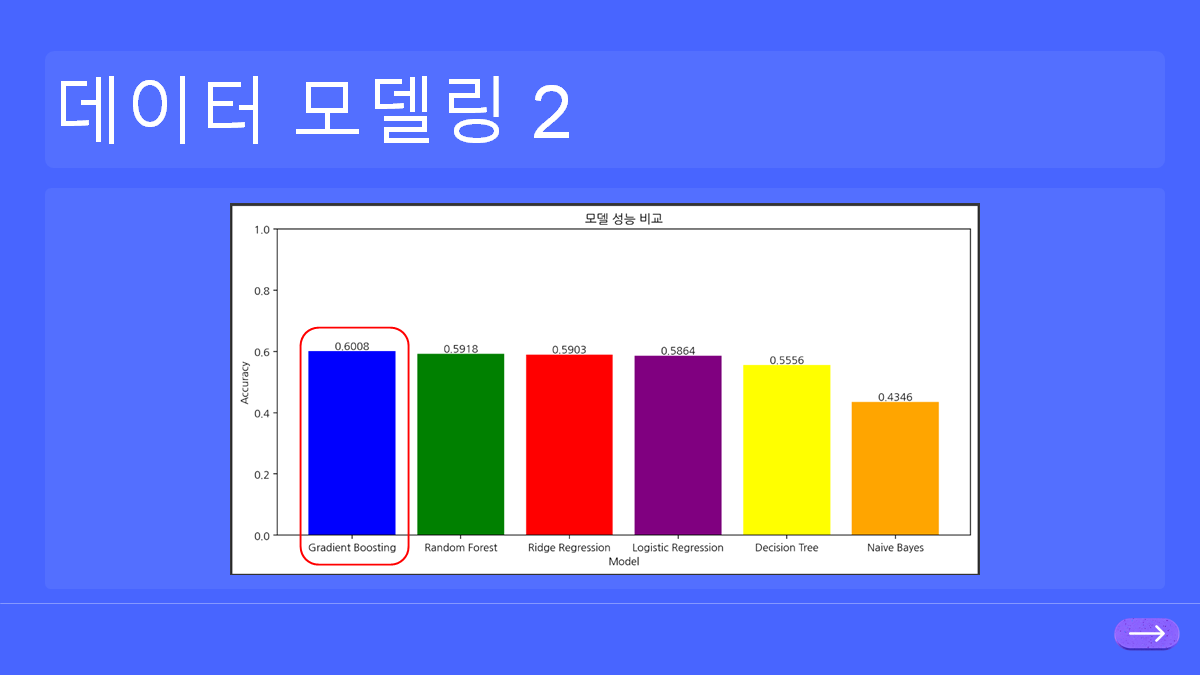 데이터 모델링 2
모델 성능 비교
1.0
0.8
0.6
0.4
0.2
0.0
Accuracy
0.6008
0.5918
0.5903
0.5864
0.5556
0.4346
Gradient Boosting
Random Forest
Ridge Regression
Logistic Regression
Decision Tree
Naive Bayes
Model